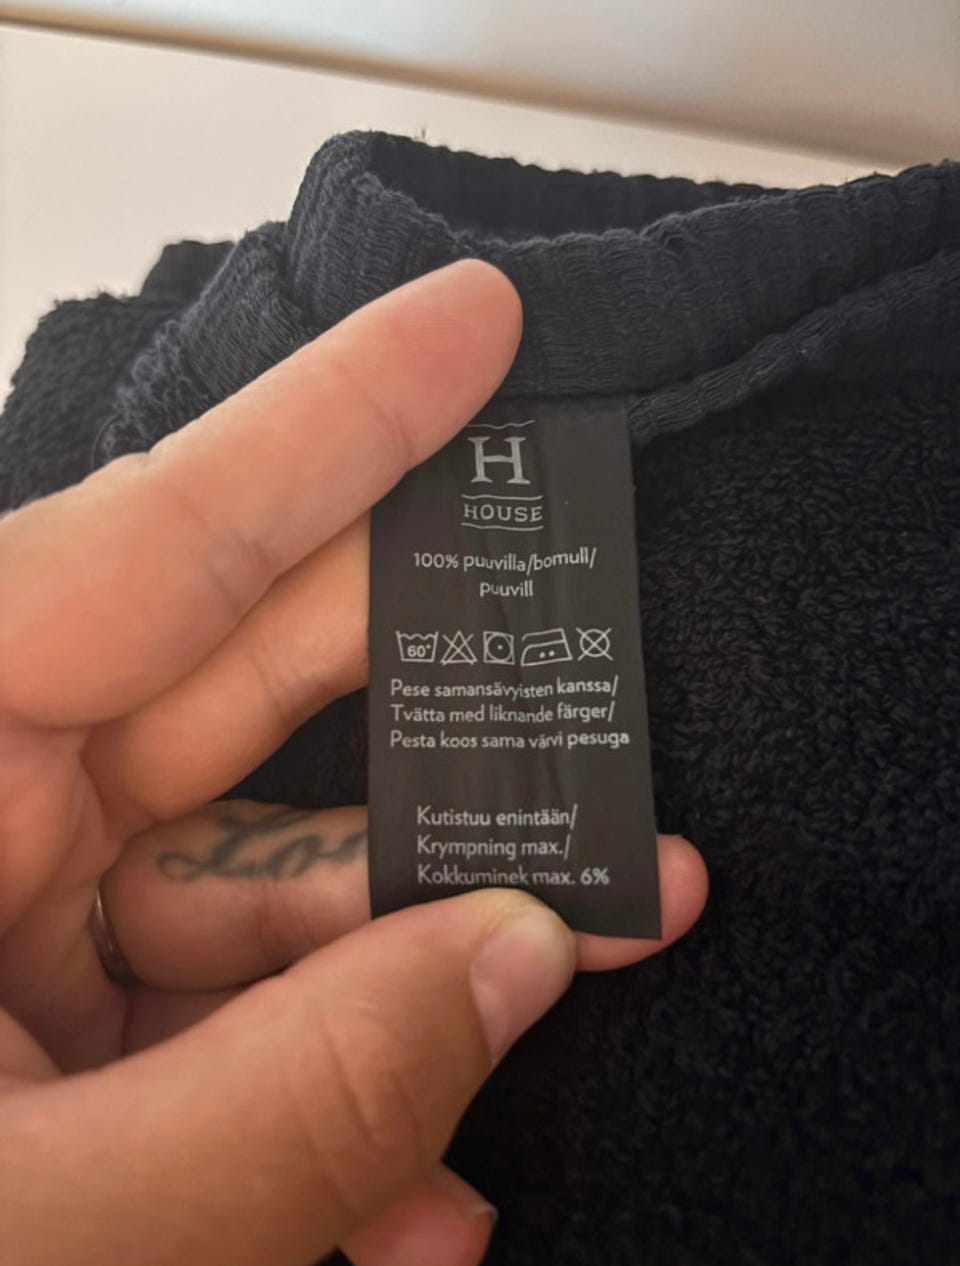 H
HOUSE
100% puuvilla/bomull/
puuvill
60°
Pese samansävyisten kanssa/
Tvätta med liknande färger/
Pesta koos sama värvi pesuga
Kutistuu enintään/
Krympning max./
Kokkuminek max. 6%